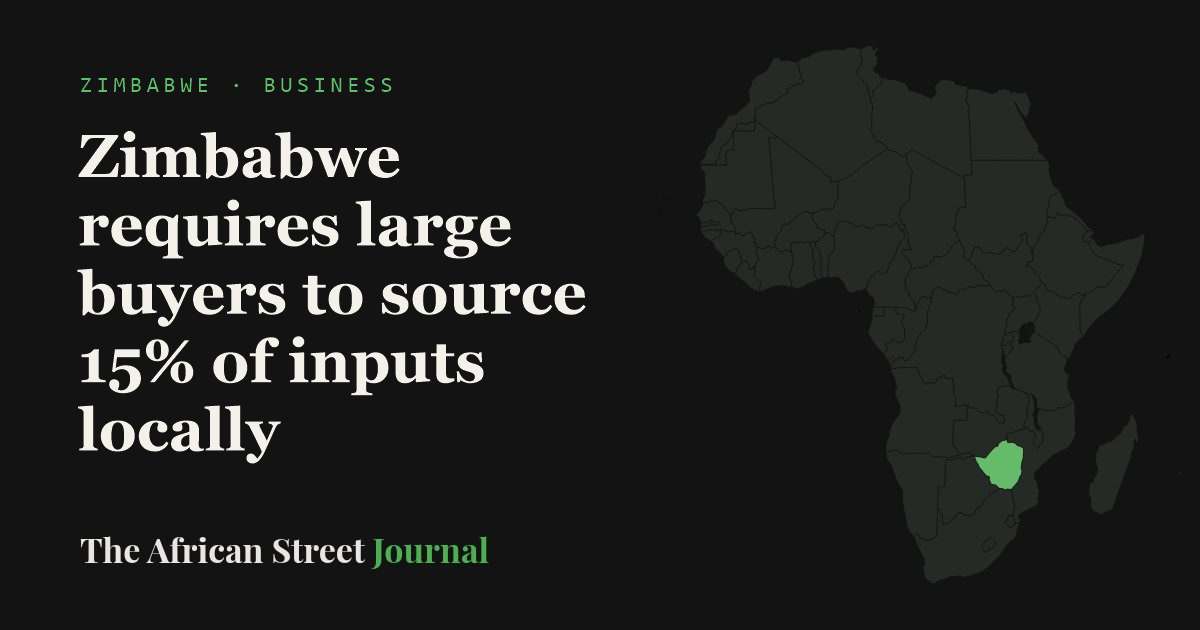 ZIMBABWE · BUSINESS
Zimbabwe
requires large
buyers to source
15% of inputs
locally
The African Street Journal